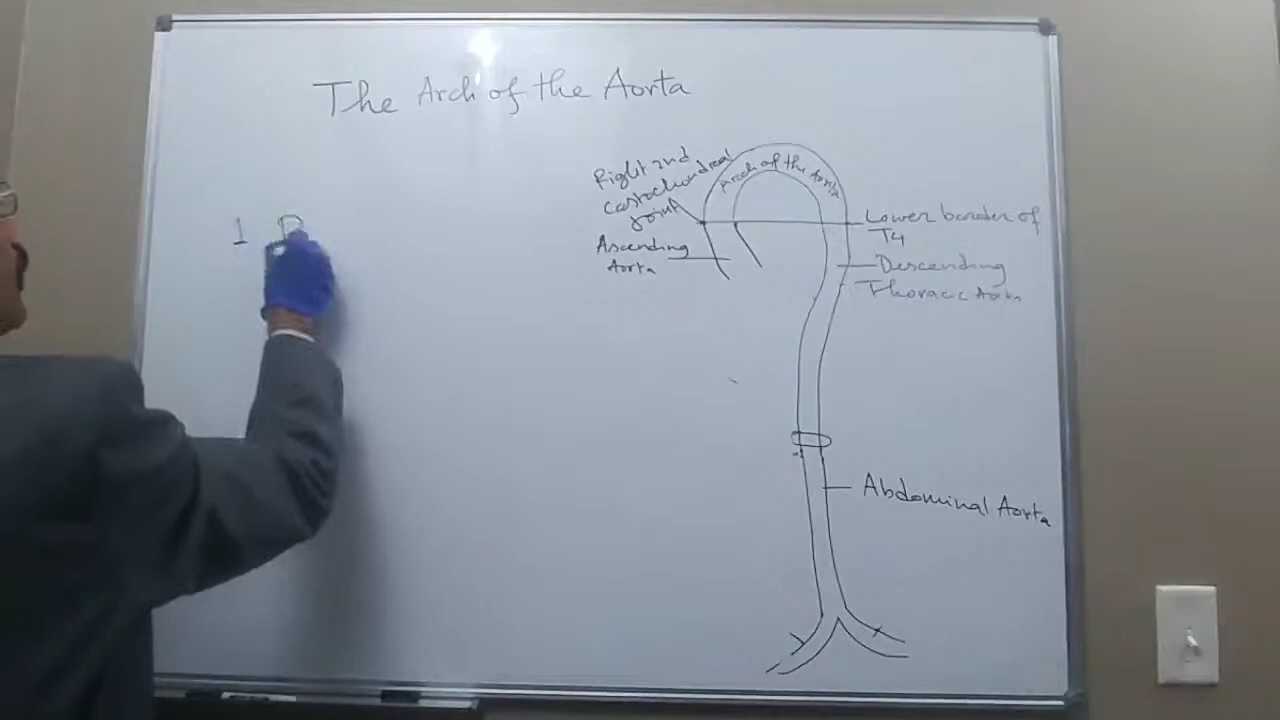 The Arch of the Aorta
Right 2nd
Costochondreal
Joint
Arch of the Aorta
Ascending
Aorta
Lower border of
T4
Descending
Thoracic Aorta
1 B
Abdominal Aorta